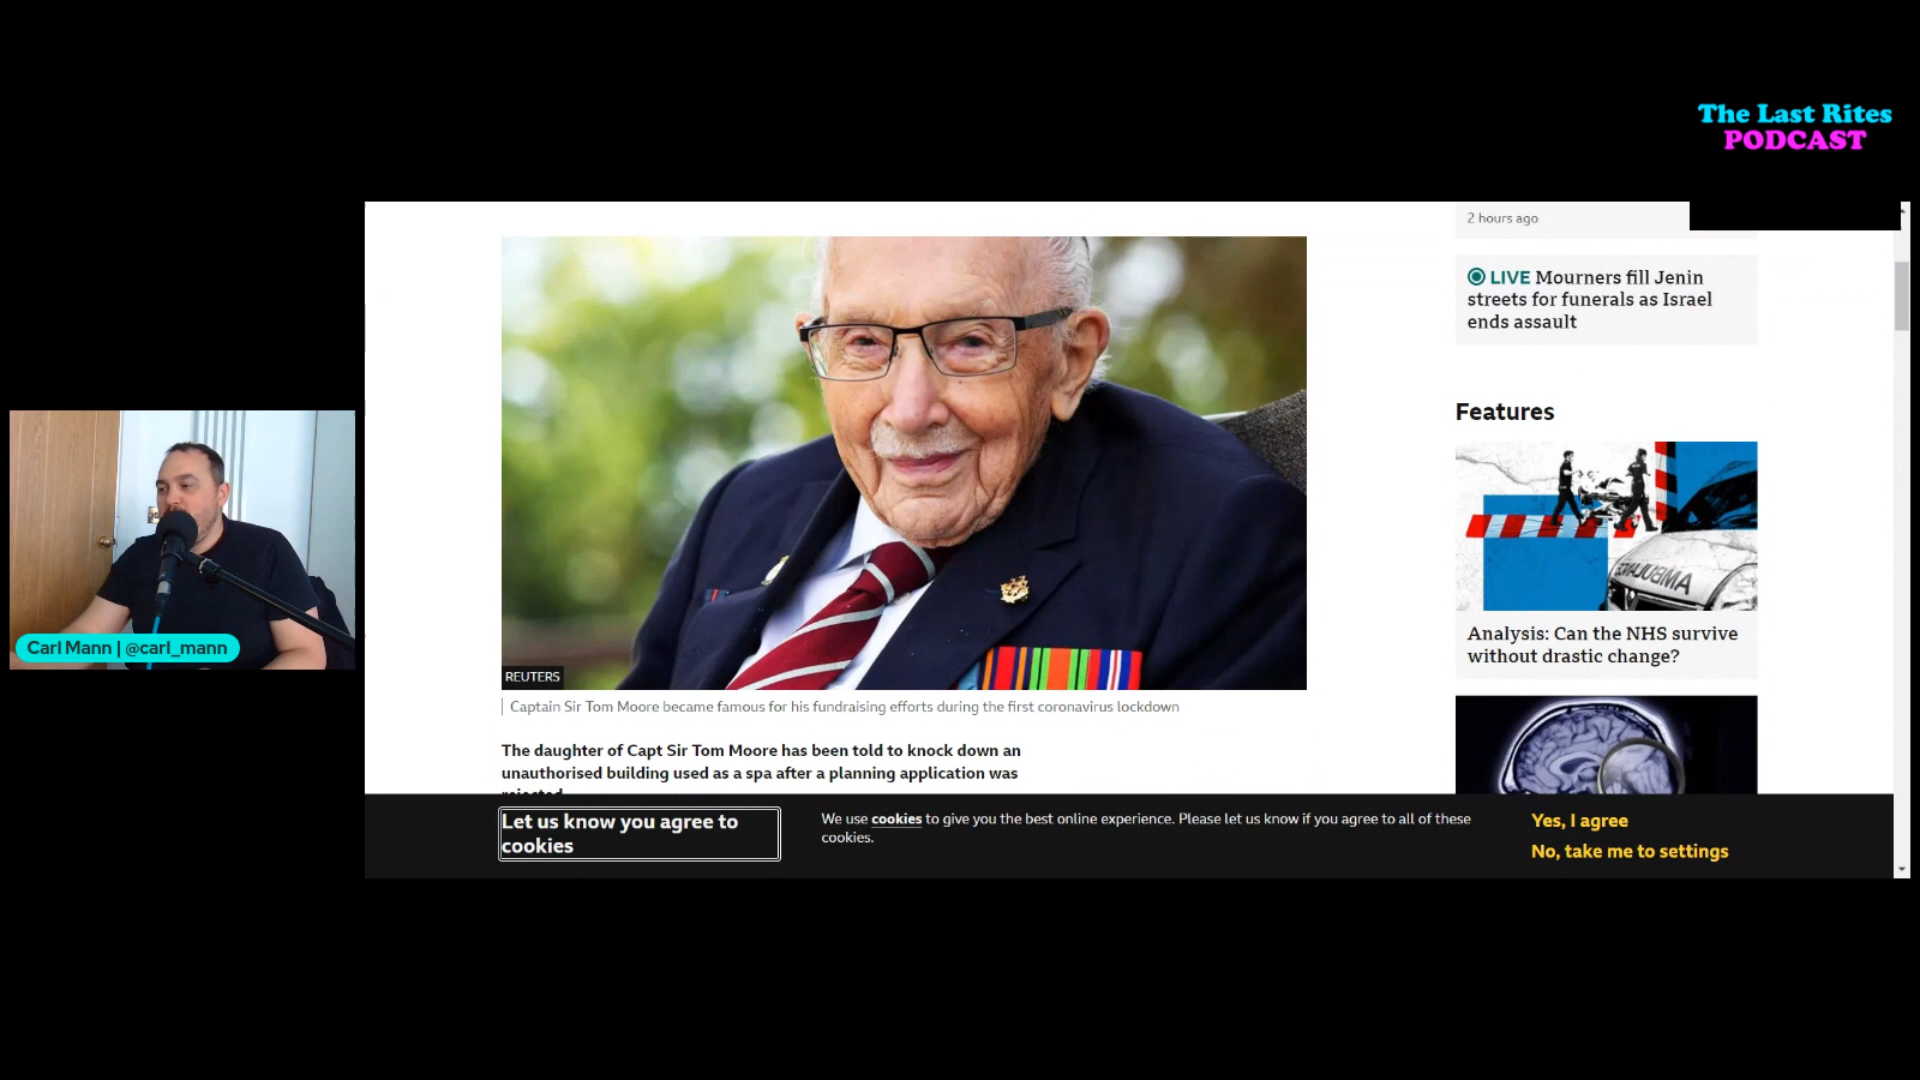 The Last Rites
PODCAST
2 hours ago
LIVE Mourners fill Jenin
streets for funerals as Israel
ends assault
Features
AMBULANCE
Analysis: Can the NHS survive
without drastic change?
Carl Mann | @carl_mann
REUTERS
Captain Sir Tom Moore became famous for his fundraising efforts during the first coronavirus lockdown
The daughter of Capt Sir Tom Moore has been told to knock down an
unauthorised building used as a spa after a planning application was
rejected
Let us know you agree to
cookies
We use cookies to give you the best online experience. Please let us know if you agree to all of these
cookies.
Yes, I agree
No, take me to settings